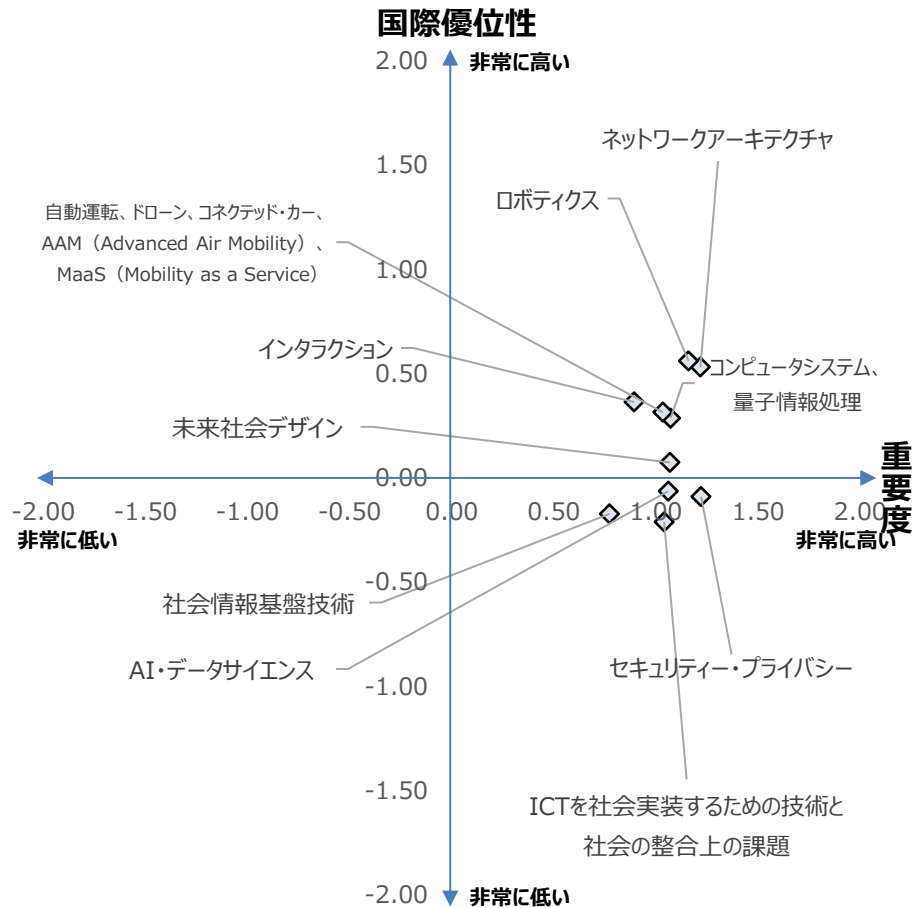 国際優位性
2.00
非常に高い
ネットワークアーキテクチャ
1.50
ロボティクス
自動運転、ドローン、コネクテッド・カー、
AAM（Advanced Air Mobility）、
MaaS（Mobility as a Service）
1.00
インタラクション
0.50
コンピュータシステム、
量子情報処理
未来社会デザイン
0.00
重要度
-2.00 -1.50 -1.00 -0.50 0.00 0.50 1.00 1.50 2.00
非常に低い
非常に高い
-0.50
社会情報基盤技術
AI・データサイエンス
セキュリティー・プライバシー
-1.00
-1.50
ICTを社会実装するための技術と
社会の整合上の課題
-2.00
非常に低い